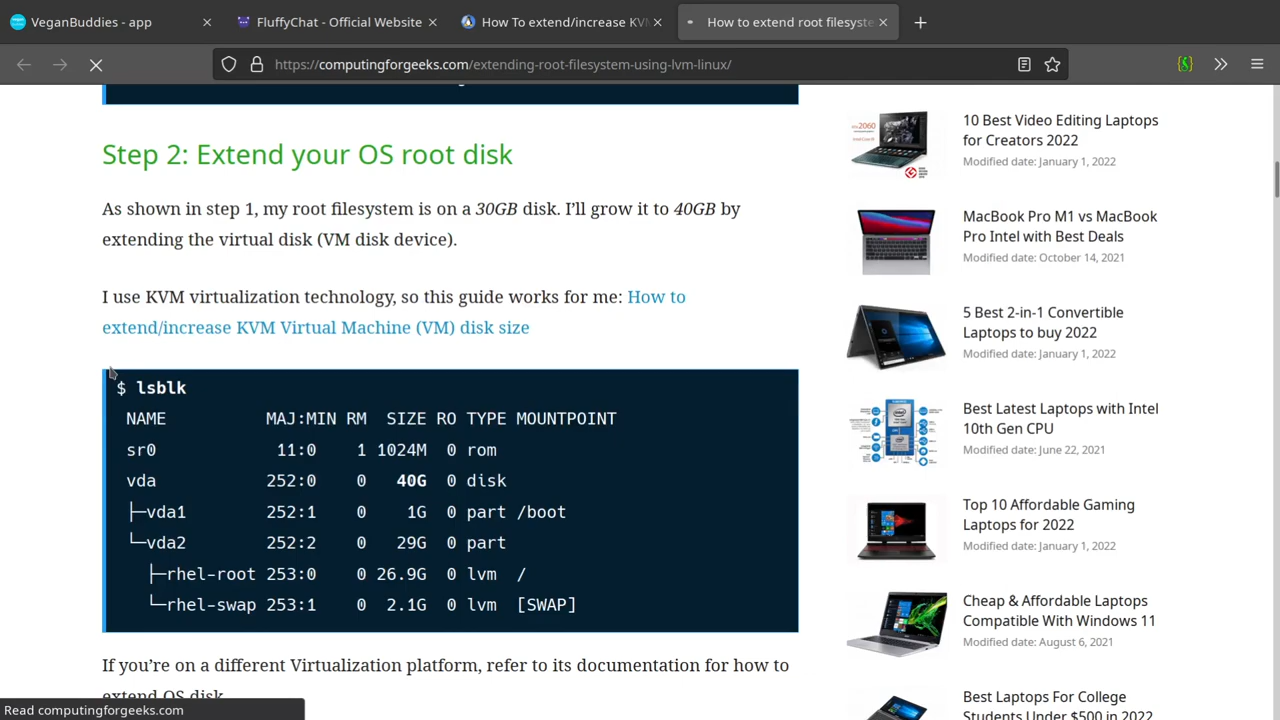 VeganBuddies - app
FluffyChat - Official Website
How To extend/increase KV
How to extend root filesyste
https://computingforgeeks.com/extending-root-filesystem-using-lvm-linux/
Step 2: Extend your OS root disk
As shown in step 1, my root filesystem is on a 30GB disk. I’ll grow it to 40GB by
extending the virtual disk (VM disk device).
I use KVM virtualization technology, so this guide works for me: How to
extend/increase KVM Virtual Machine (VM) disk size
$ lsblk
NAME MAJ:MIN RM SIZE RO TYPE MOUNTPOINT
sr0 11:0 1 1024M 0 rom
vda 252:0 0 40G 0 disk
├─vda1 252:1 0 1G 0 part /boot
└─vda2 252:2 0 29G 0 part
├─rhel-root 253:0 0 26.9G 0 lvm /
└─rhel-swap 253:1 0 2.1G 0 lvm [SWAP]
If you’re on a different Virtualization platform, refer to its documentation for how to
extend OS disk
Read computingforgeeks.com
10 Best Video Editing Laptops
for Creators 2022
Modified date: January 1, 2022
MacBook Pro M1 vs MacBook
Pro Intel with Best Deals
Modified date: October 14, 2021
5 Best 2-in-1 Convertible
Laptops to buy 2022
Modified date: January 1, 2022
Best Latest Laptops with Intel
10th Gen CPU
Modified date: June 22, 2021
Top 10 Affordable Gaming
Laptops for 2022
Modified date: January 1, 2022
Cheap & Affordable Laptops
Compatible With Windows 11
Modified date: August 6, 2021
Best Laptops For College
Students Under $500 in 2022